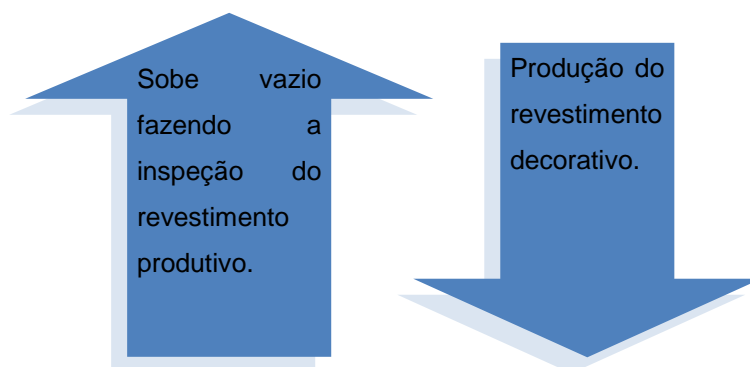 Sobe vazio
fazendo a
inspeção do
revestimento
produtivo.
Produção do
revestimento
decorativo.